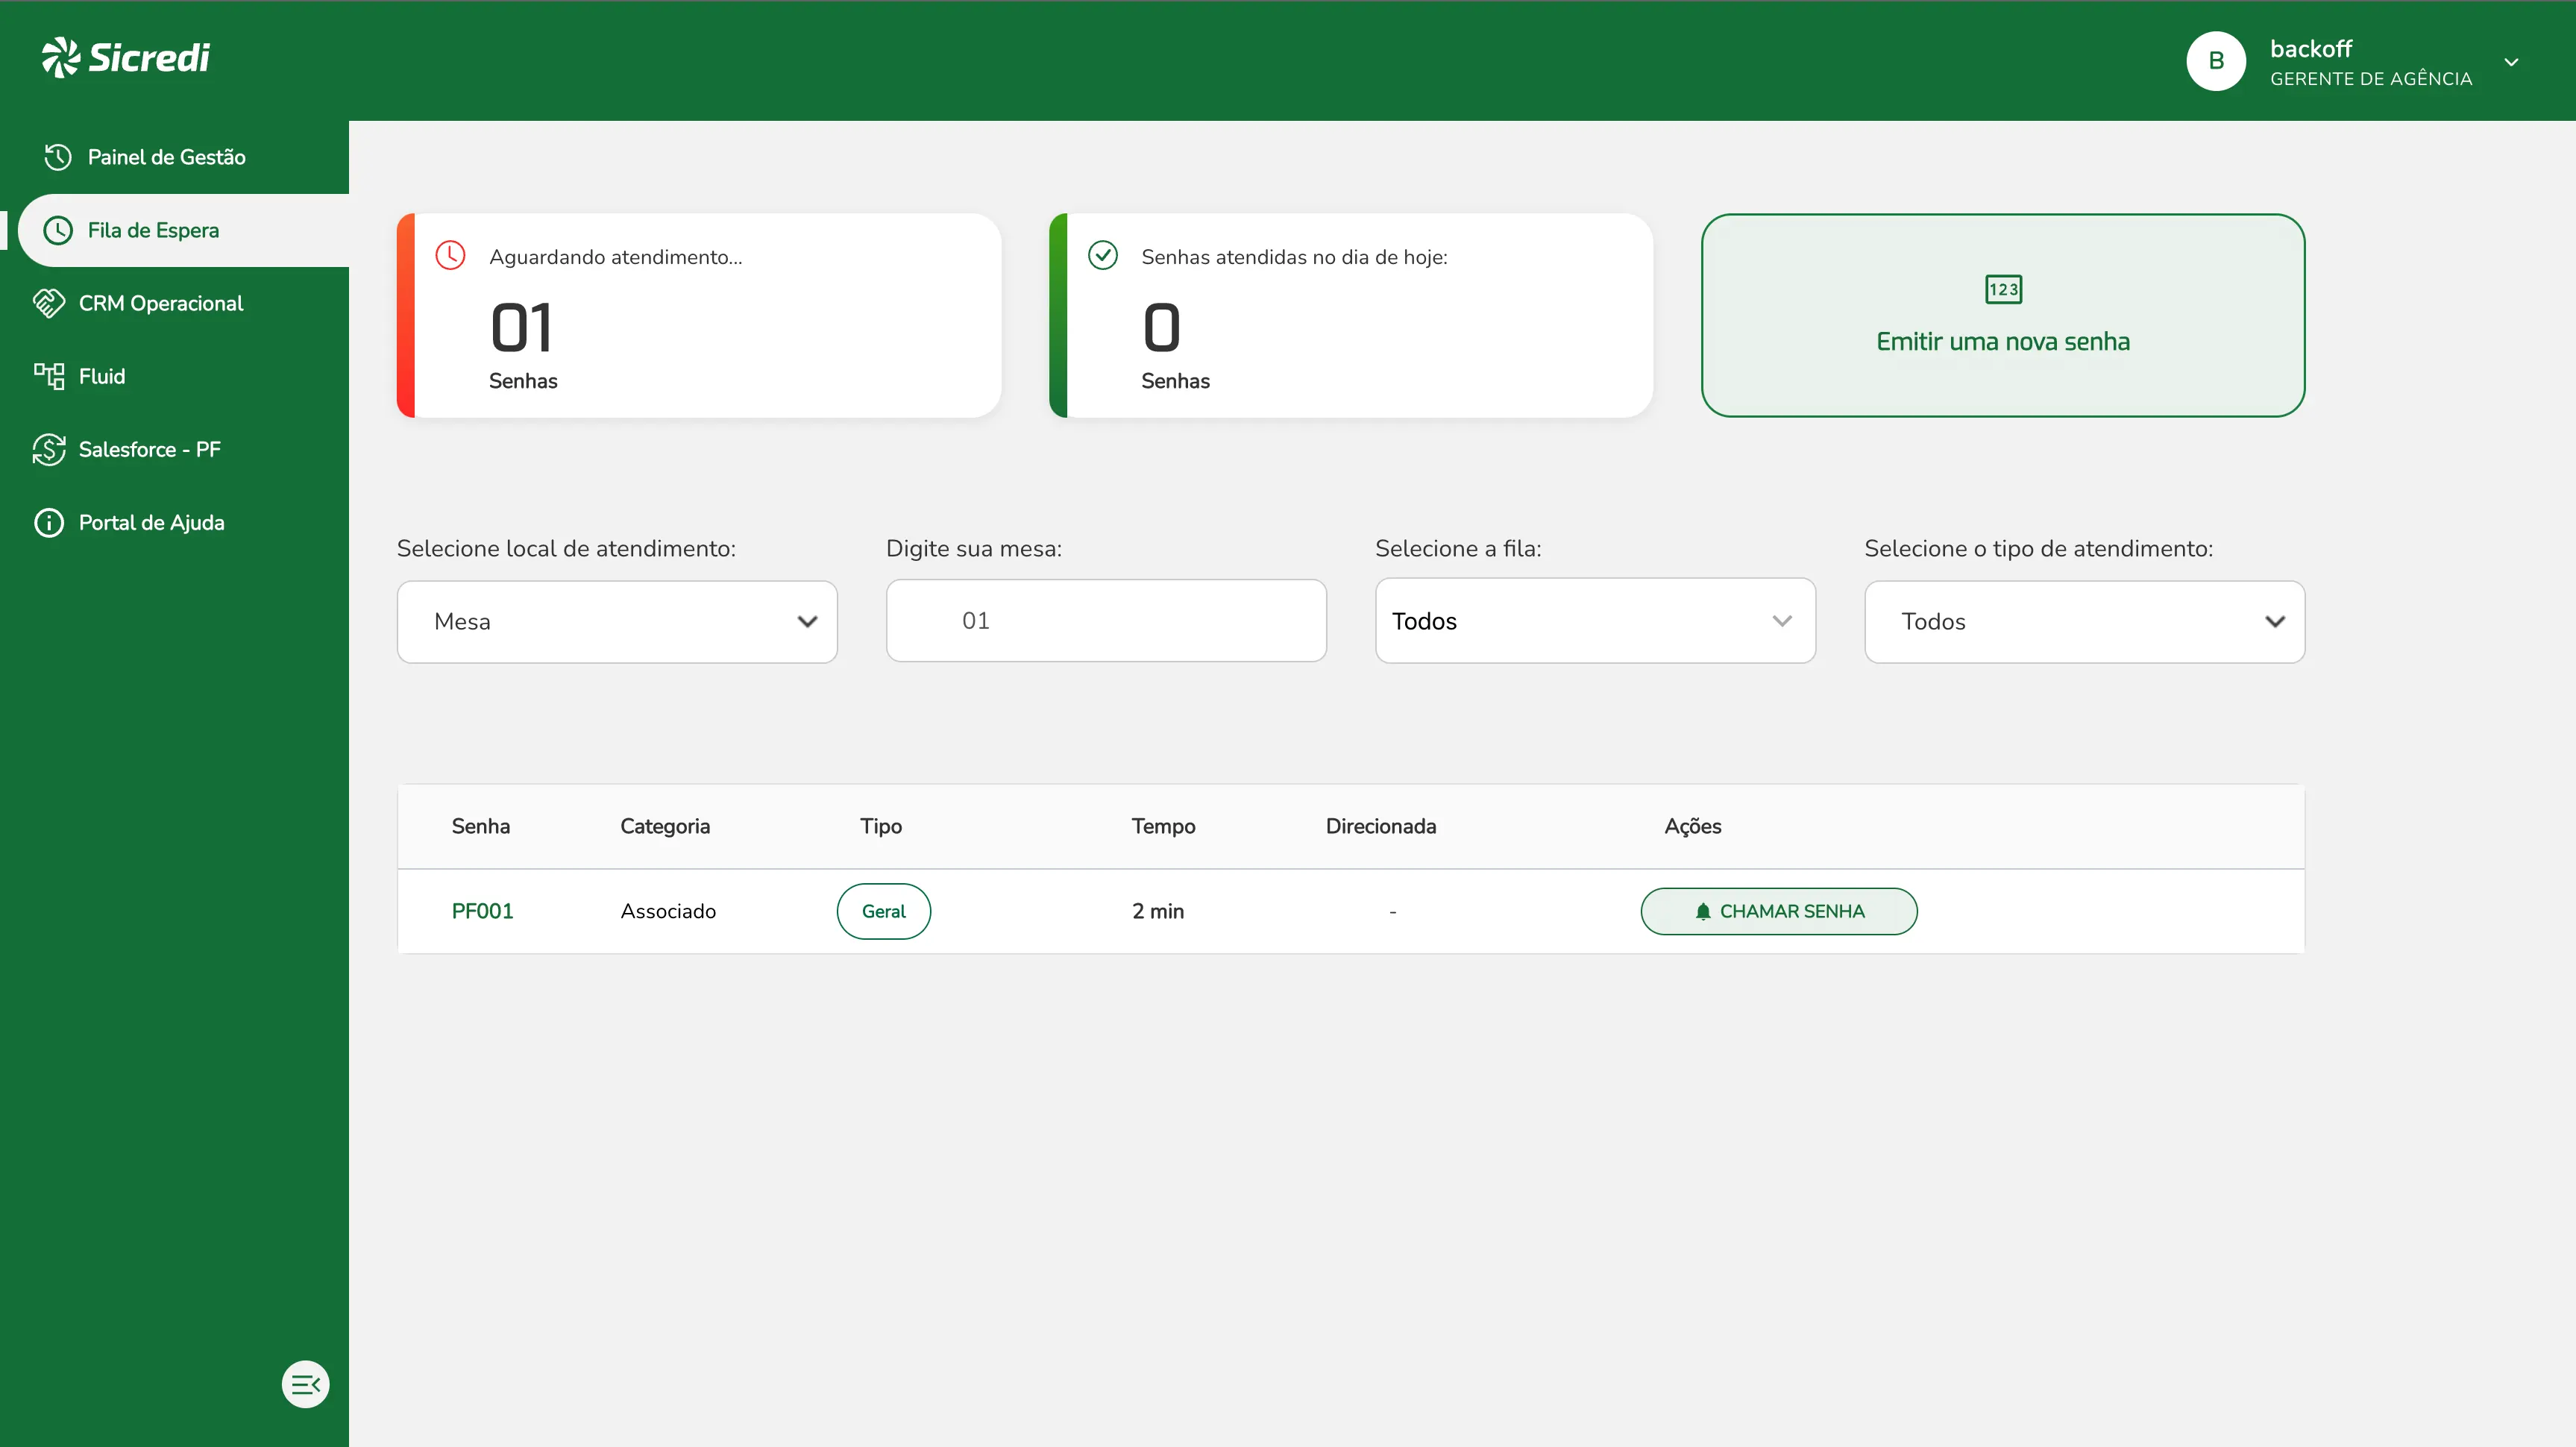 Sicredi
B
backoff
GERENTE DE AGÊNCIA
Painel de Gestão
Fila de Espera
CRM Operacional
Fluid
Salesforce - PF
Portal de Ajuda
Aguardando atendimento...
01
Senhas
Senhas atendidas no dia de hoje:
0
Senhas
123
Emitir uma nova senha
Selecione local de atendimento:
Mesa
Digite sua mesa:
01
Selecione a fila:
Todos
Selecione o tipo de atendimento:
Todos
Senha Categoria Tipo Tempo Direcionada Ações
PF001 Associado Geral 2 min - CHAMAR SENHA